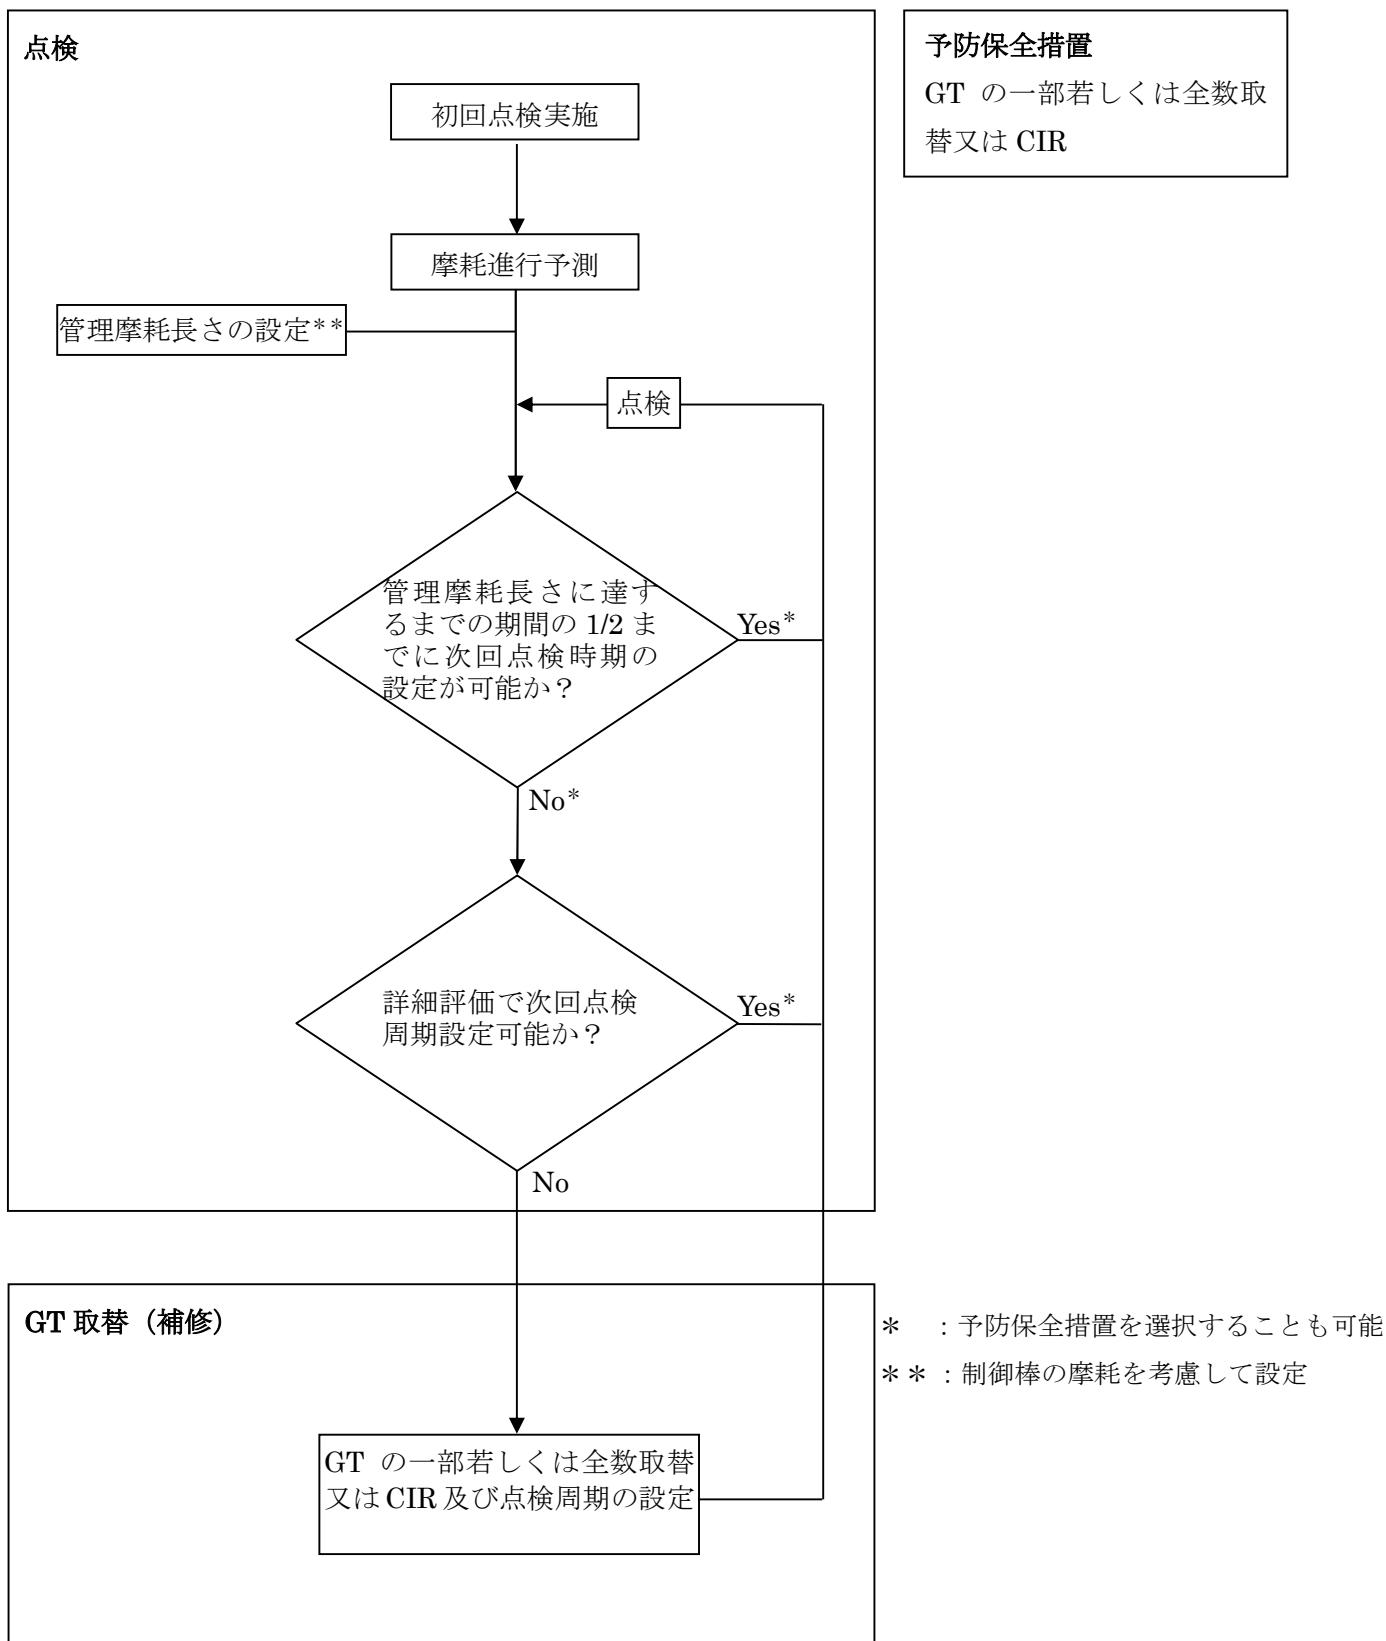 点検
予防保全措置
GT の一部若しくは全数取
替又は CIR
初回点検実施
摩耗進行予測
管理摩耗長さの設定**
点検
管理摩耗長さに達す
るまでの期間の 1/2 ま
でに次回点検時期の
設定が可能か？
Yes*
No*
詳細評価で次回点検
周期設定可能か？
Yes*
No
GT 取替（補修）
＊　：予防保全措置を選択することも可能
＊＊：制御棒の摩耗を考慮して設定
GT の一部若しくは全数取替
又は CIR 及び点検周期の設定